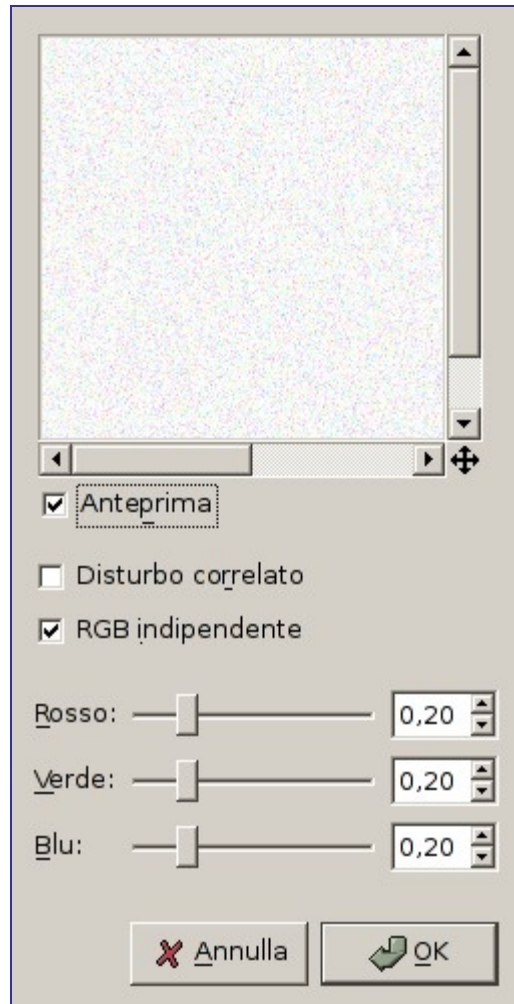 Anteprima
Disturbo correlato
RGB indipendente
Rosso: 0,20
Verde: 0,20
Blu: 0,20
Annulla OK